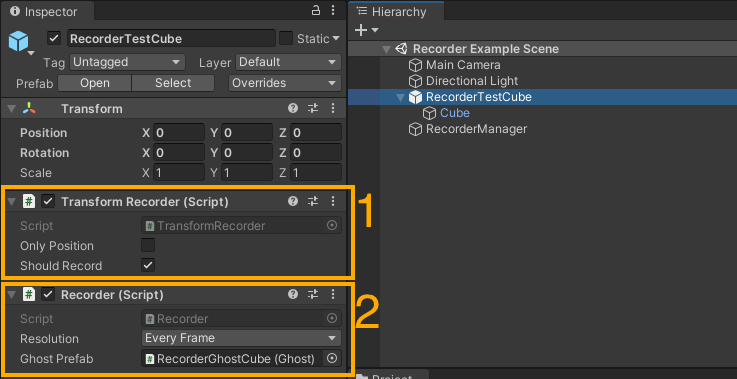 Inspector
RecorderTestCube
Static
Tag Untagged Layer Default
Prefab Open Select Overrides
Transform
Position X 0 Y 0 Z 0
Rotation X 0 Y 0 Z 0
Scale X 1 Y 1 Z 1
Transform Recorder (Script)
Script # TransformRecorder
Only Position
Should Record
1
Recorder (Script)
Script # Recorder
Resolution Every Frame
Ghost Prefab # RecorderGhostCube (Ghost)
2
Hierarchy
Recorder Example Scene
Main Camera
Directional Light
RecorderTestCube
Cube
RecorderManager
Project